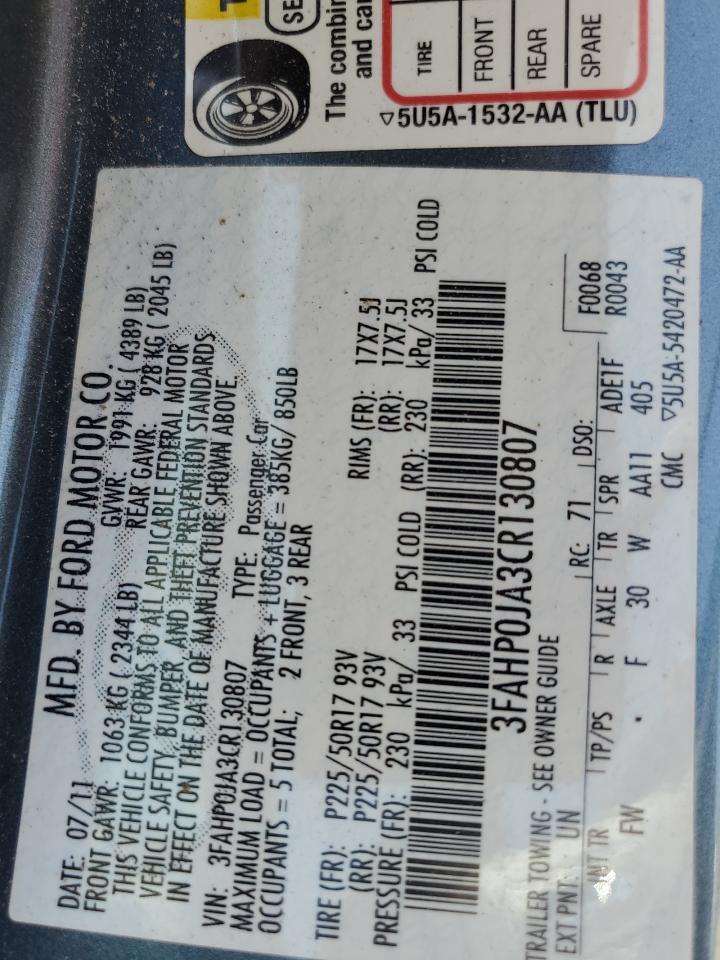 T
SE
The combin
and car
TIRE
FRONT
REAR
SPARE
▽5U5A-1532-AA (TLU)
MFD. BY FORD MOTOR CO.
DATE: 07/11 GVWR: 1991 KG ( 4389 LB)
FRONT GAWR: 1063 KG ( 2344 LB) REAR GAWR: 928 KG ( 2045 LB)
THIS VEHICLE CONFORMS TO ALL APPLICABLE FEDERAL MOTOR
VEHICLE SAFETY, BUMPER, AND THEFT PREVENTION STANDARDS
IN EFFECT ON THE DATE OF MANUFACTURE SHOWN ABOVE.
VIN: 3FAHP0JA3CR130807 TYPE: Passenger Car
MAXIMUM LOAD = OCCUPANTS + LUGGAGE = 385KG/ 850LB
OCCUPANTS = 5 TOTAL; 2 FRONT, 3 REAR
TIRE (FR): P225/50R17 93V RIMS (FR): 17X7.5J
(RR): P225/50R17 93V (RR): 17X7.5J
PRESSURE (FR): 230 kPa/ 33 PSI COLD (RR): 230 kPa/ 33 PSI COLD
3FAHP0JA3CR130807
TRAILER TOWING - SEE OWNER GUIDE
F0068
R0043
EXT PNT: UN RC: 71 DSO:
INT TR TP/PS R AXLE TR SPR ADE1F
FW • F 30 W AA11 405
CMC ▽5U5A-5420472-AA